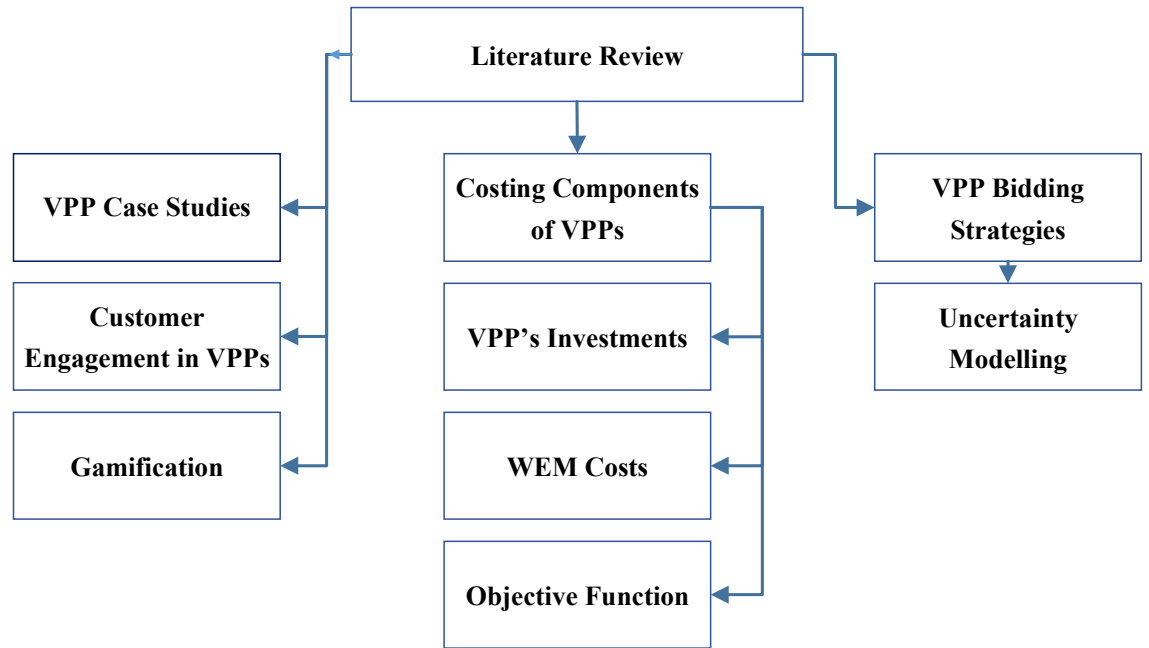 Literature Review
VPP Case Studies
Customer
Engagement in VPPs
Gamification
Costing Components
of VPPs
VPP’s Investments
WEM Costs
Objective Function
VPP Bidding
Strategies
Uncertainty
Modelling